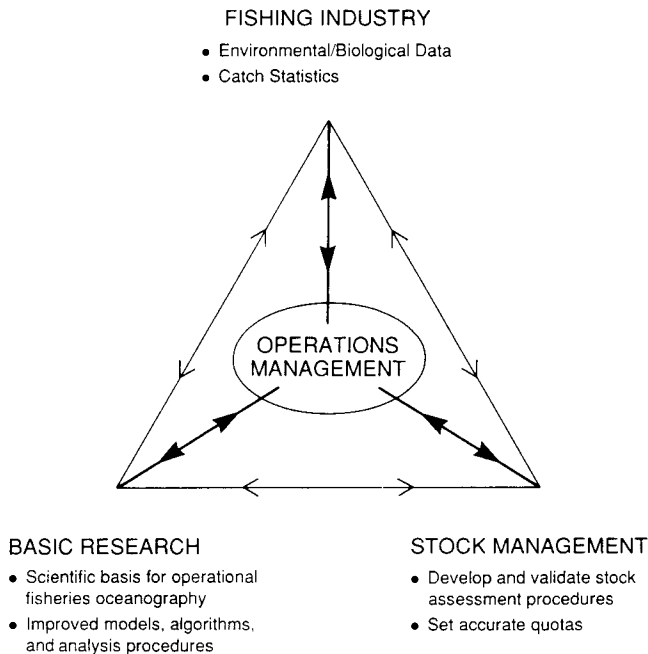 FISHING INDUSTRY
• Environmental/Biological Data
• Catch Statistics
OPERATIONS
MANAGEMENT
BASIC RESEARCH
• Scientific basis for operational
fisheries oceanography
• Improved models, algorithms,
and analysis procedures
STOCK MANAGEMENT
• Develop and validate stock
assessment procedures
• Set accurate quotas